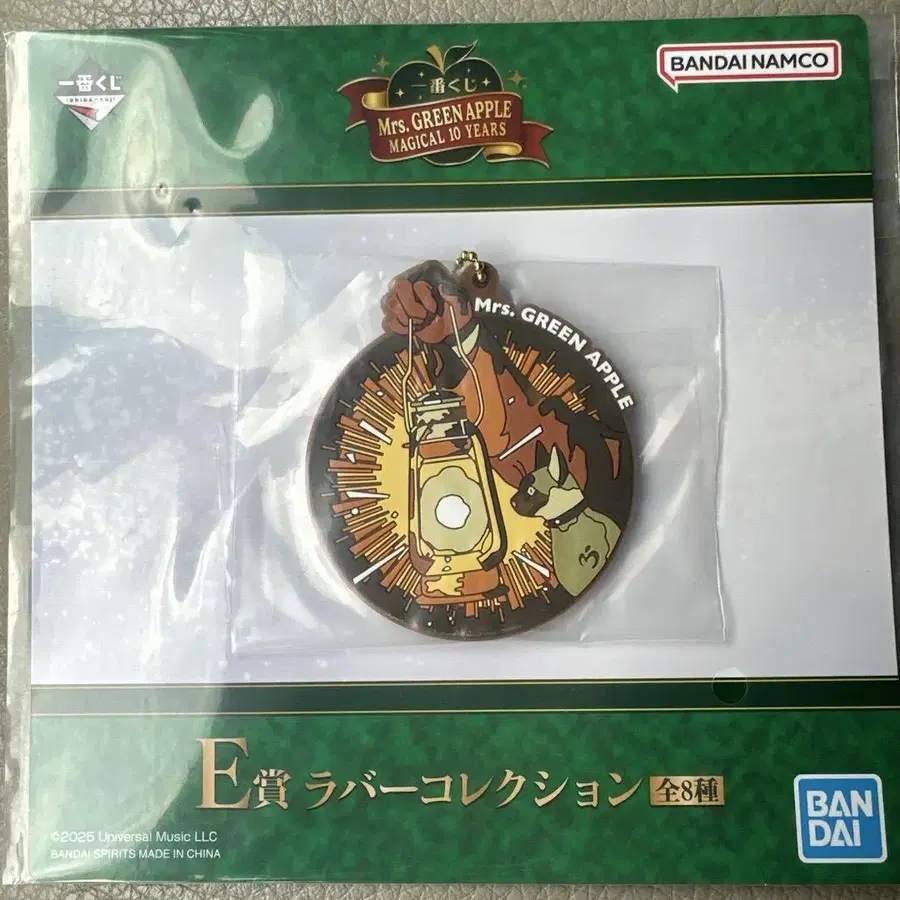 一番くじ
一番くじ
Mrs. GREEN APPLE
MAGICAL 10 YEARS
BANDAI NAMCO
Mrs. GREEN APPLE
E賞 ラバーコレクション 全8種
©2025 Universal Music LLC
BANDAI SPIRITS MADE IN CHINA
BAN
DAI